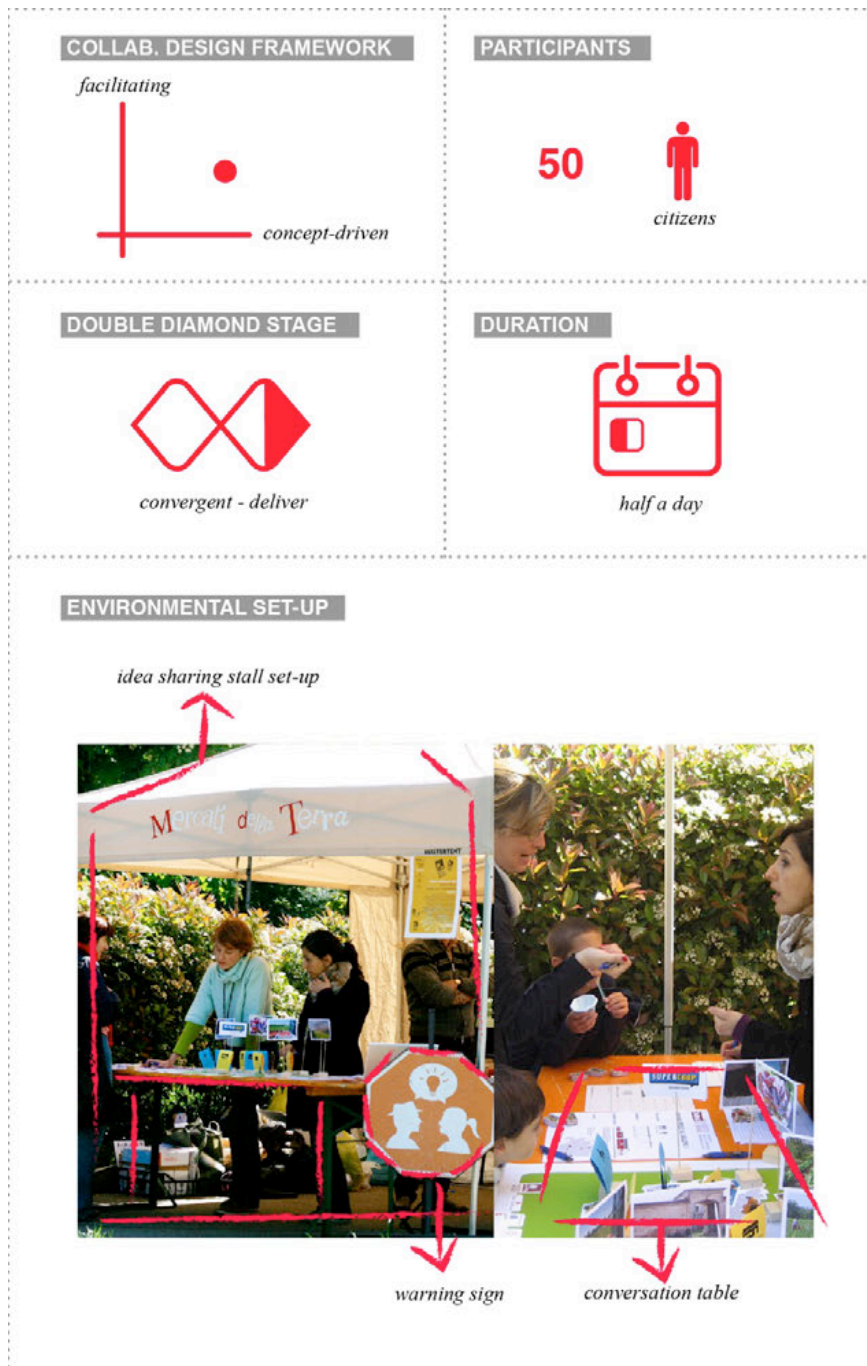 COLLAB. DESIGN FRAMEWORK
facilitating
concept-driven
PARTICIPANTS
50
citizens
DOUBLE DIAMOND STAGE
convergent - deliver
DURATION
half a day
ENVIRONMENTAL SET-UP
idea sharing stall set-up
Mercati della Terra
warning sign
conversation table